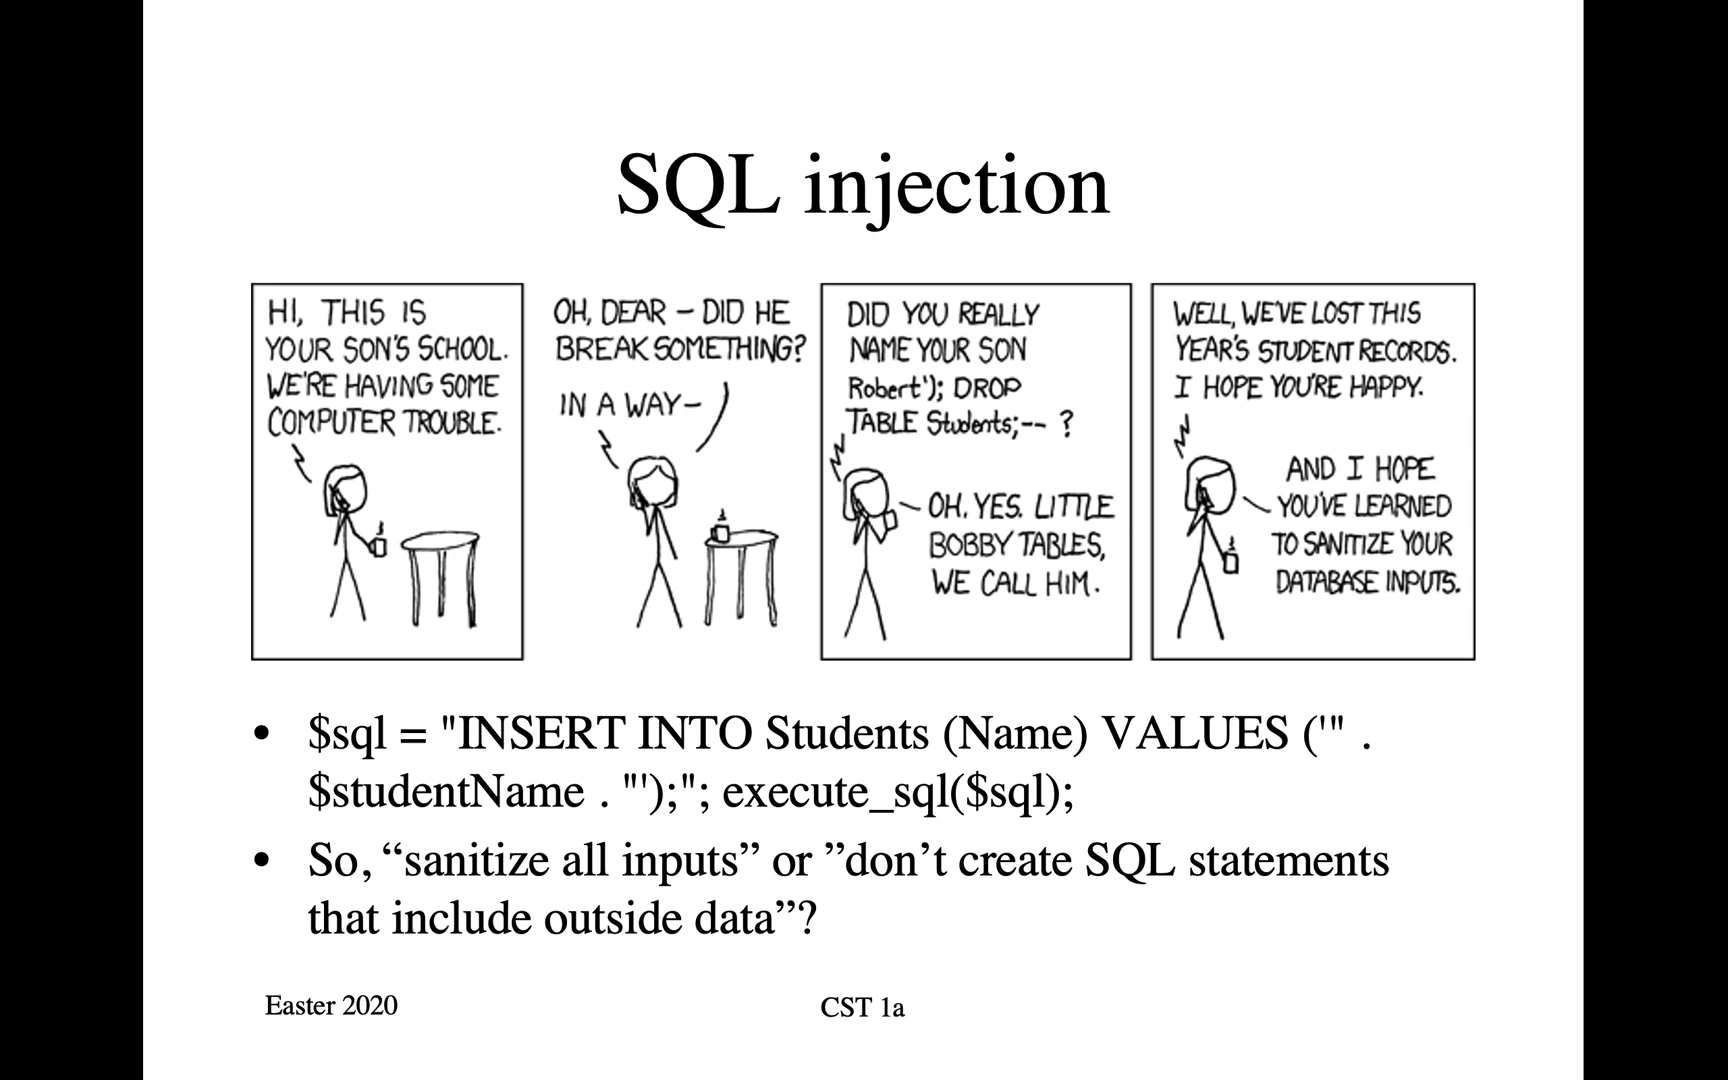 SQL injection
HI, THIS IS
YOUR SON'S SCHOOL.
WE'RE HAVING SOME
COMPUTER TROUBLE.
OH, DEAR – DID HE
BREAK SOMETHING?
IN A WAY–
DID YOU REALLY
NAME YOUR SON
Robert'); DROP
TABLE Students;-- ?
OH. YES. LITTLE
BOBBY TABLES,
WE CALL HIM.
WELL, WE'VE LOST THIS
YEAR'S STUDENT RECORDS.
I HOPE YOU'RE HAPPY.
AND I HOPE
YOU'VE LEARNED
TO SANITIZE YOUR
DATABASE INPUTS.
• $sql = "INSERT INTO Students (Name) VALUES ('" .
$studentName . "');"; execute_sql($sql);
• So, “sanitize all inputs” or ”don’t create SQL statements
that include outside data”?
Easter 2020
CST 1a